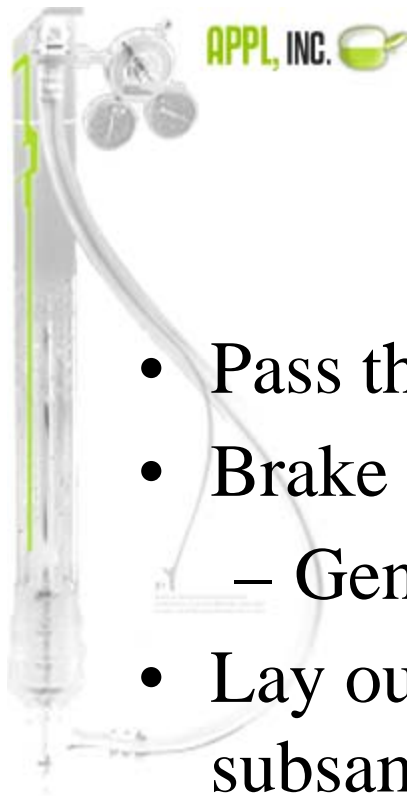 APPL, INC.
• Pass th
• Brake
– Gen
• Lay ou
subsan